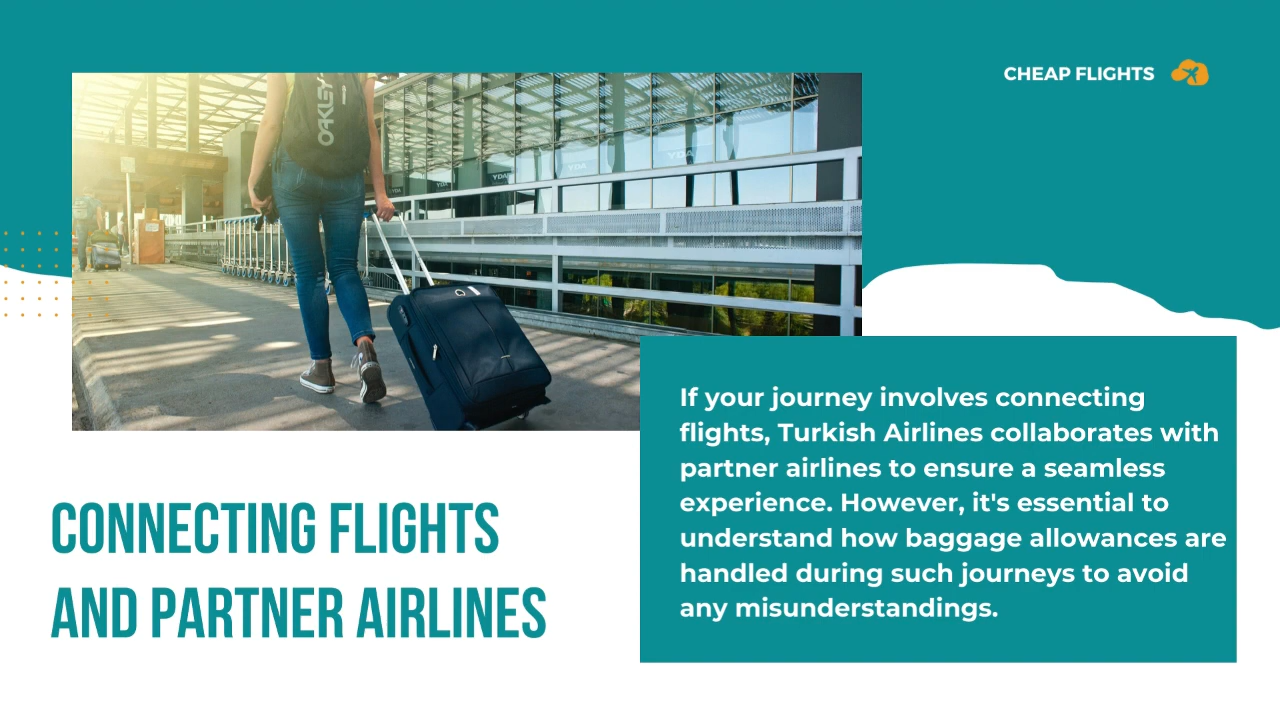 CHEAP FLIGHTS
OAKLEY
YDA
YDA
CONNECTING FLIGHTS
AND PARTNER AIRLINES
If your journey involves connecting
flights, Turkish Airlines collaborates with
partner airlines to ensure a seamless
experience. However, it's essential to
understand how baggage allowances are
handled during such journeys to avoid
any misunderstandings.